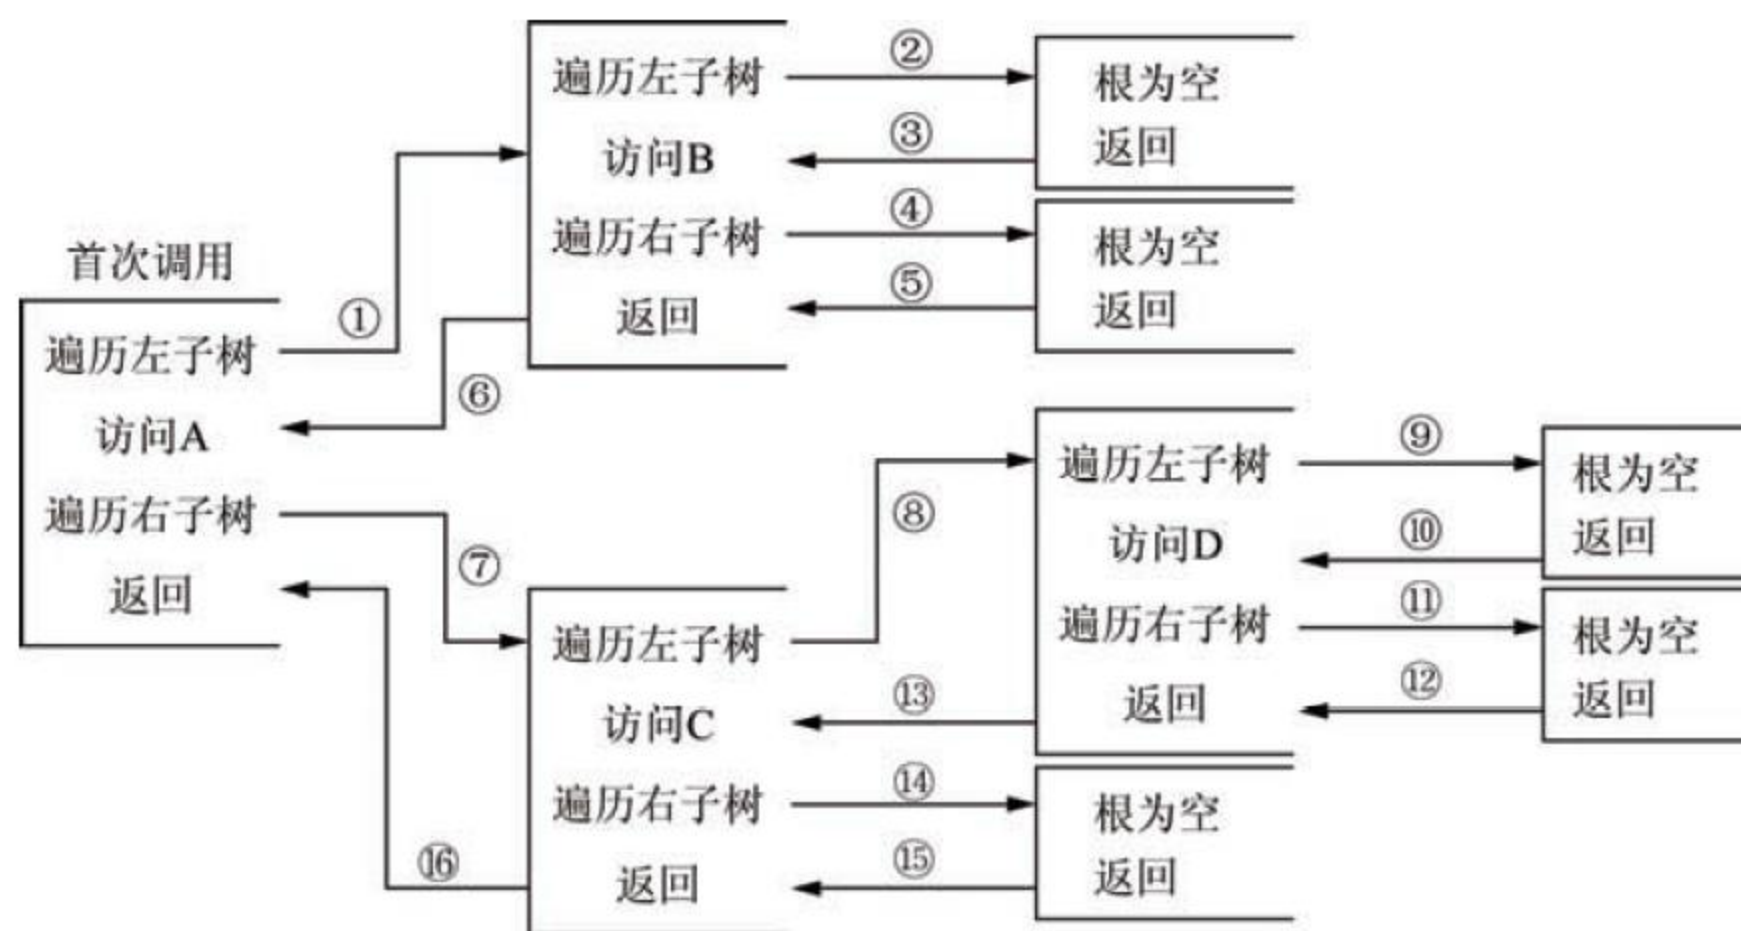 首次调用
遍历左子树
访问A
遍历右子树
返回
①
遍历左子树
访问B
遍历右子树
返回
②
根为空
返回
③
④
根为空
返回
⑤
⑥
⑦
遍历左子树
访问C
遍历右子树
返回
⑧
遍历左子树
访问D
遍历右子树
返回
⑨
根为空
返回
⑩
⑪
根为空
返回
⑫
⑬
⑭
根为空
返回
⑮
⑯